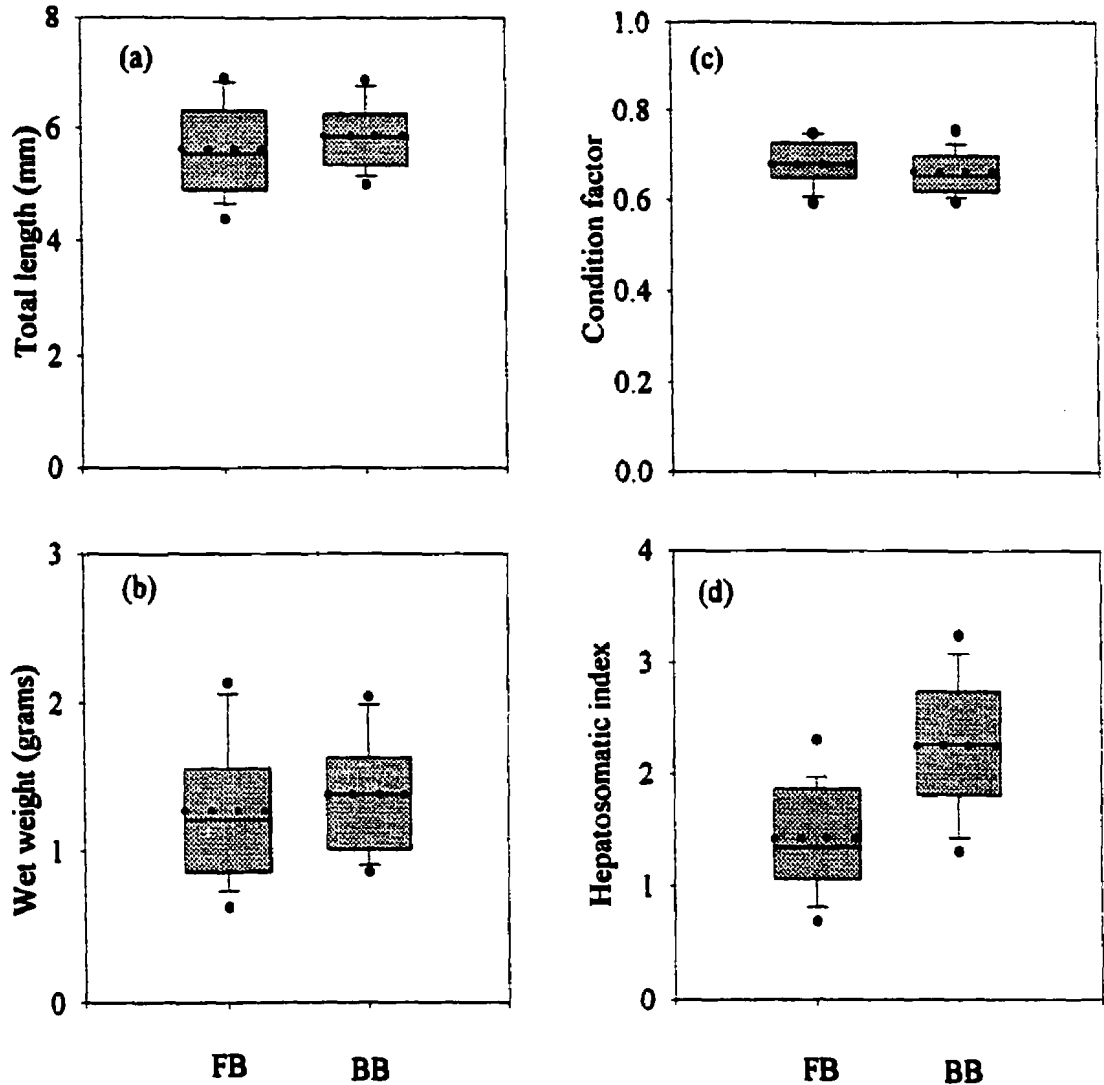 (a)
Total length (mm)
8
6
4
2
0
(c)
Condition factor
1.0
0.8
0.6
0.4
0.2
0.0
(b)
Wet weight (grams)
3
2
1
0
FB BB
(d)
Hepatosomatic index
4
3
2
1
0
FB BB